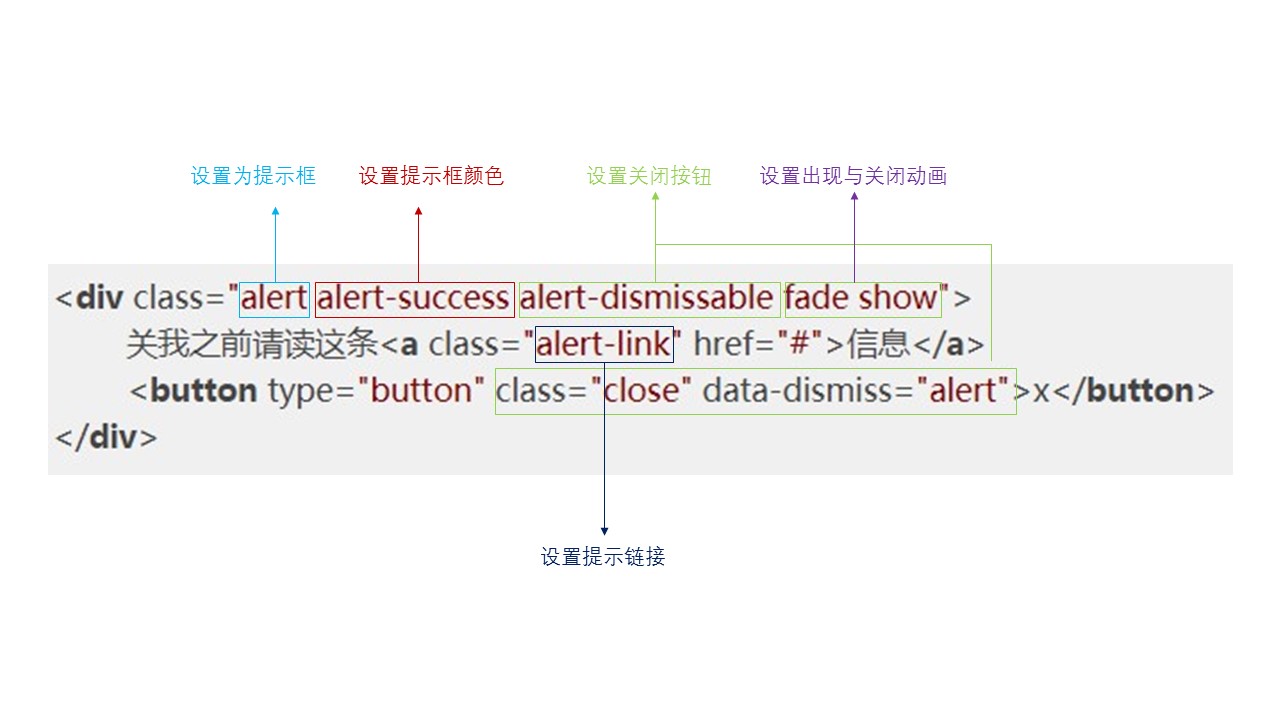 设置为提示框 设置提示框颜色 设置关闭按钮 设置出现与关闭动画
<div class="alert alert-success alert-dismissable fade show">
关我之前请读这条<a class="alert-link" href="#">信息</a>
<button type="button" class="close" data-dismiss="alert">x</button>
</div>
设置提示链接